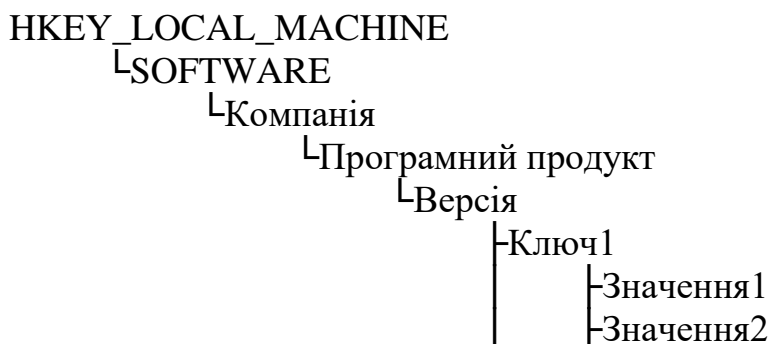 HKEY_LOCAL_MACHINE
└SOFTWARE
└Компанія
└Програмний продукт
└Версія
├Ключ1
├Значення1
├Значення2